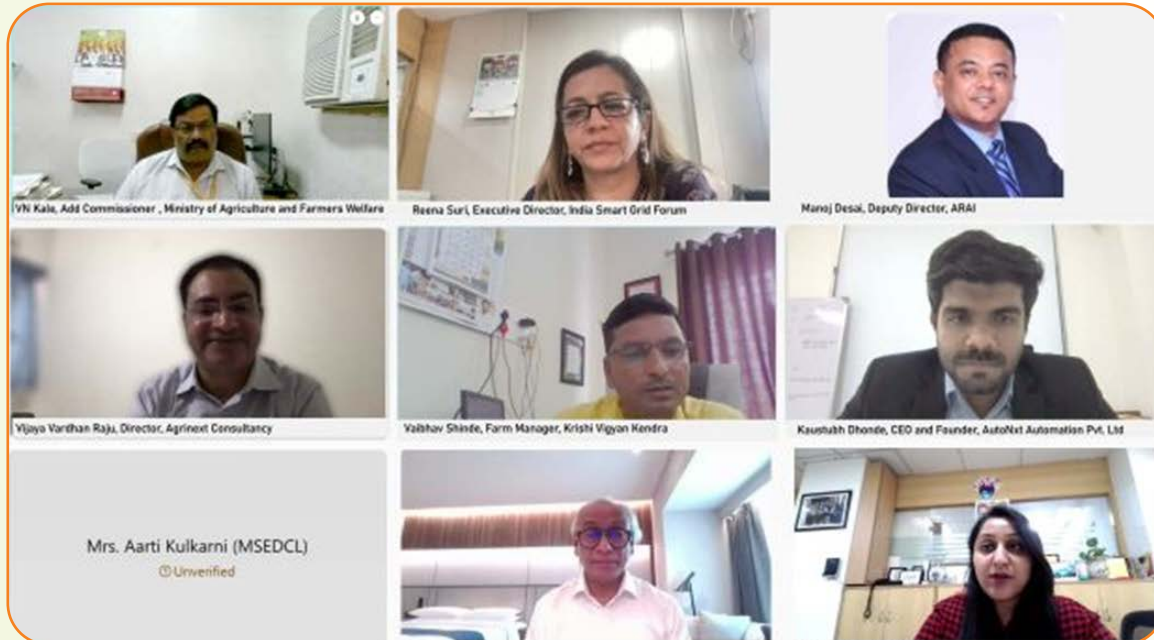 VN Kale, Add Commissioner , Ministry of Agriculture and Farmers Welfare
Reena Suri, Executive Director, India Smart Grid Forum
Manoj Desai, Deputy Director, ARAI
Vijaya Vardhan Raju, Director, Agrinext Consultancy
Vaibhav Shinde, Farm Manager, Krishi Vigyan Kendra
Kaustubh Dhonde, CEO and Founder, AutoNxt Automation Pvt. Ltd
Mrs. Aarti Kulkarni (MSEDCL)
Unverified